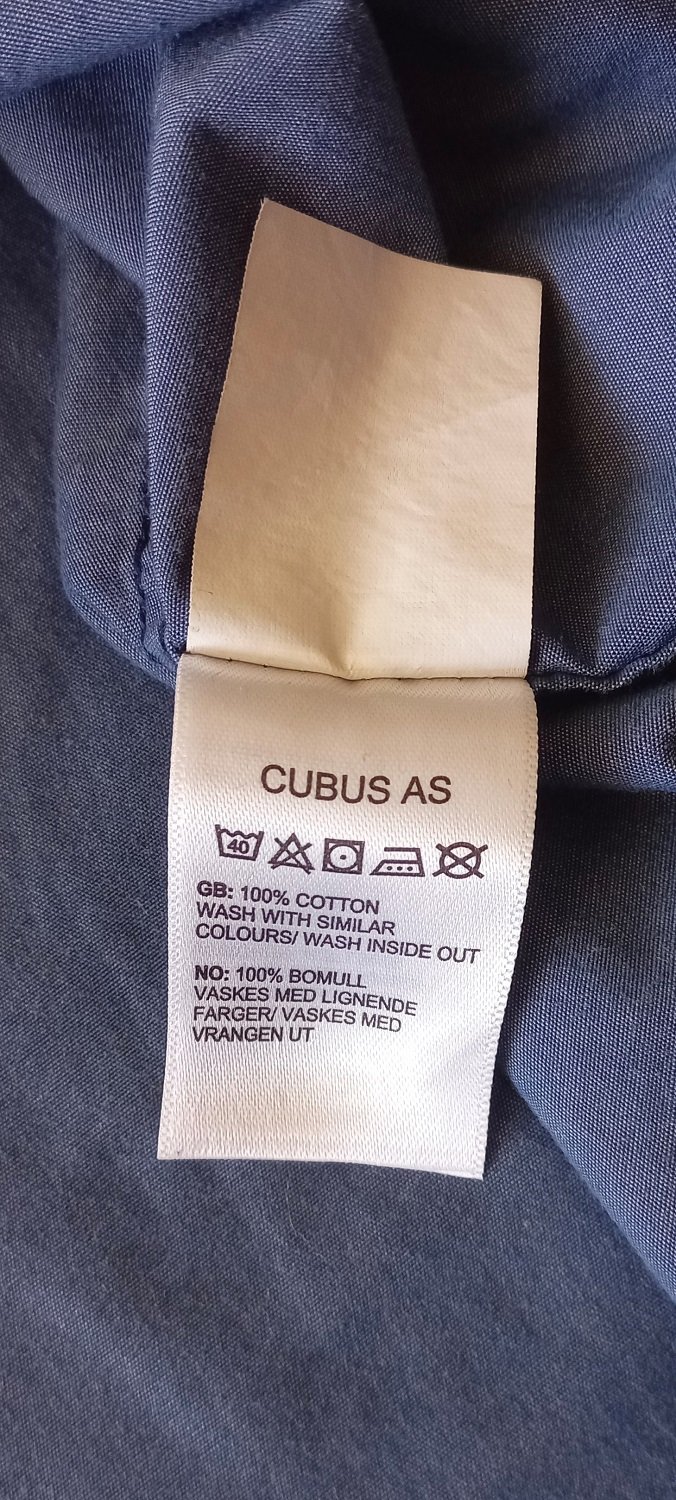 CUBUS AS
40
GB: 100% COTTON
WASH WITH SIMILAR
COLOURS/ WASH INSIDE OUT
NO: 100% BOMULL
VASKES MED LIGNENDE
FARGER/ VASKES MED
VRANGEN UT